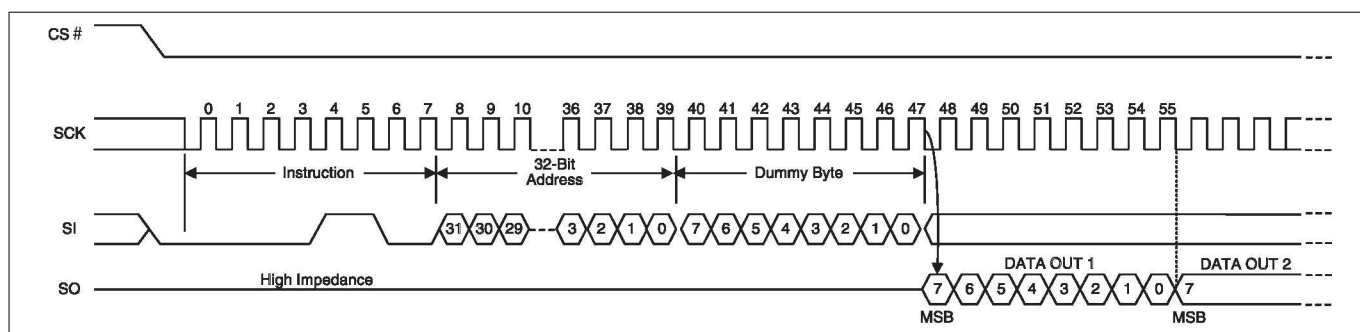 CS #
0 1 2 3 4 5 6 7 8 9 10 36 37 38 39 40 41 42 43 44 45 46 47 48 49 50 51 52 53 54 55
SCK
Instruction
32-Bit
Address
Dummy Byte
SI
31 30 29 3 2 1 0 7 6 5 4 3 2 1 0
High Impedance
DATA OUT 1
DATA OUT 2
SO
7 6 5 4 3 2 1 0 7
MSB
MSB